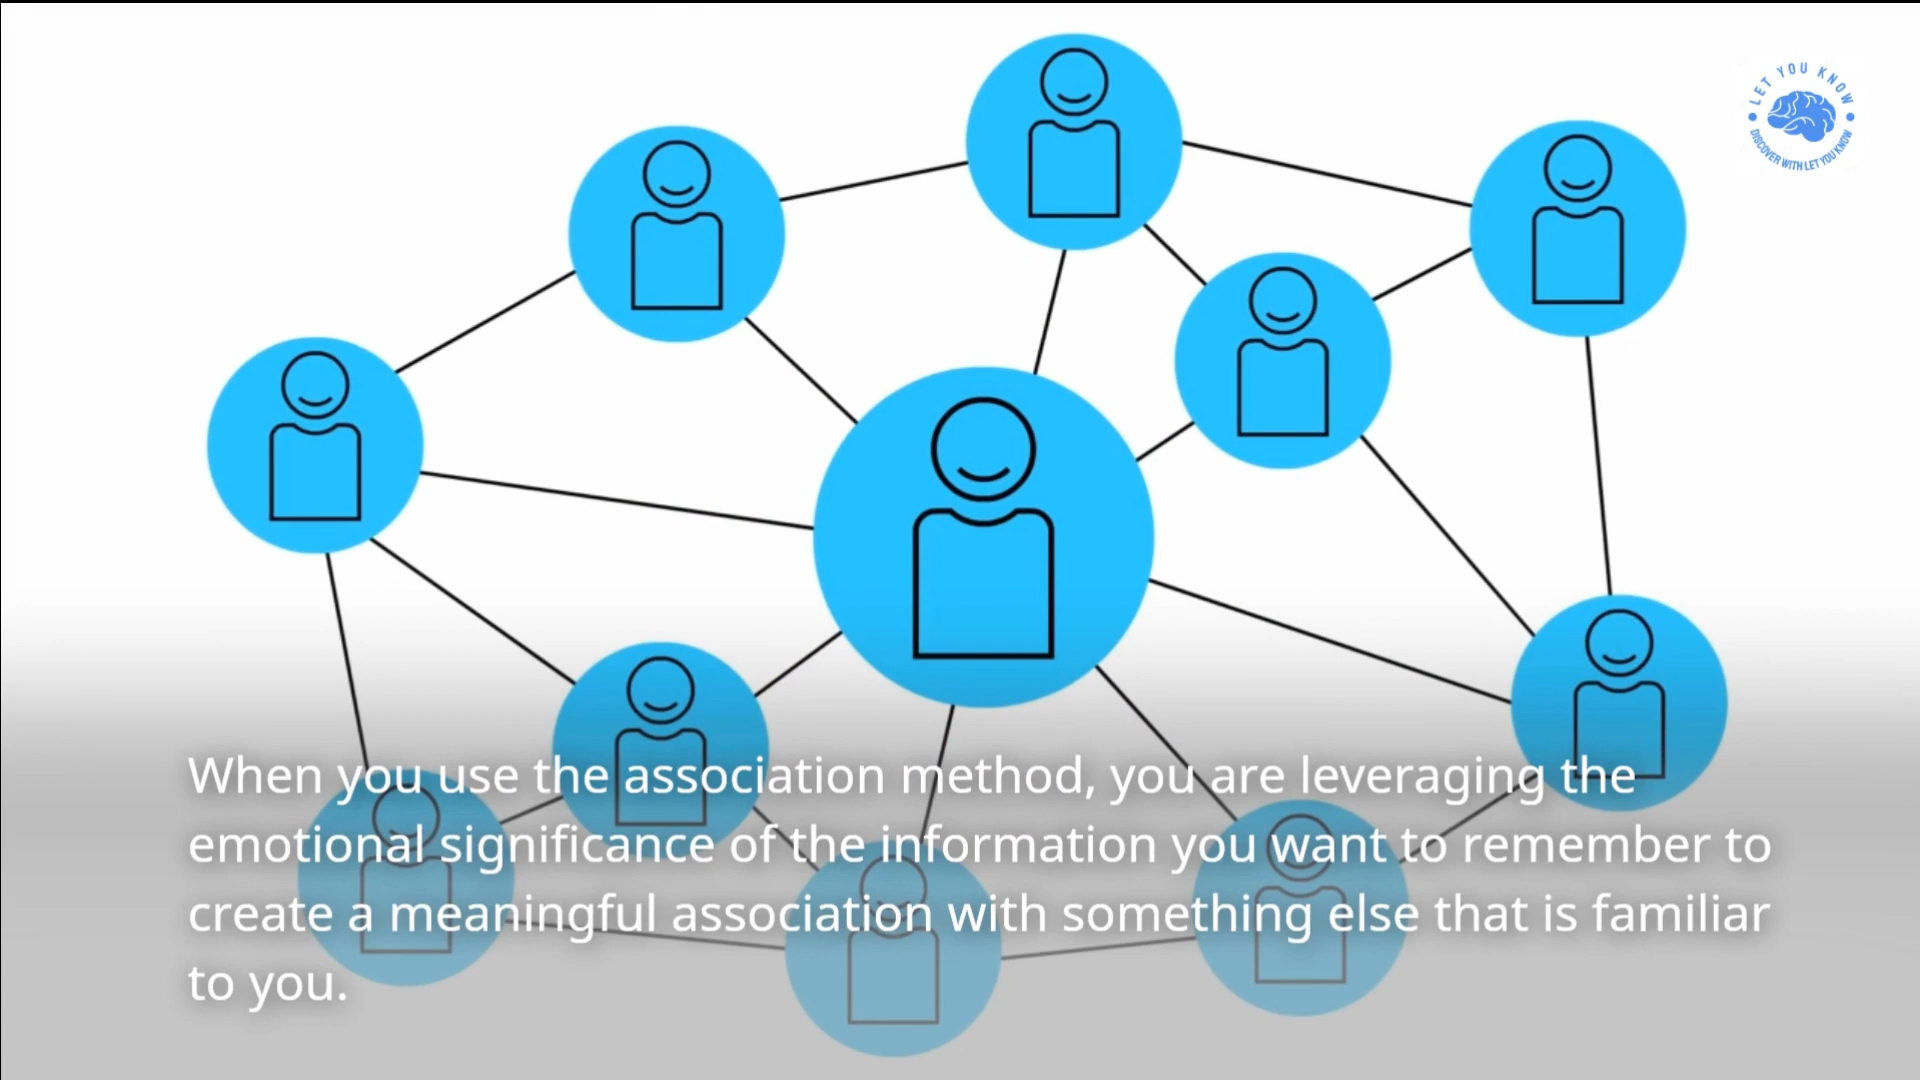 LET YOU KNOW
DISCOVER WITH LET YOU KNOW
When you use the association method, you are leveraging the
emotional significance of the information you want to remember to
create a meaningful association with something else that is familiar
to you.